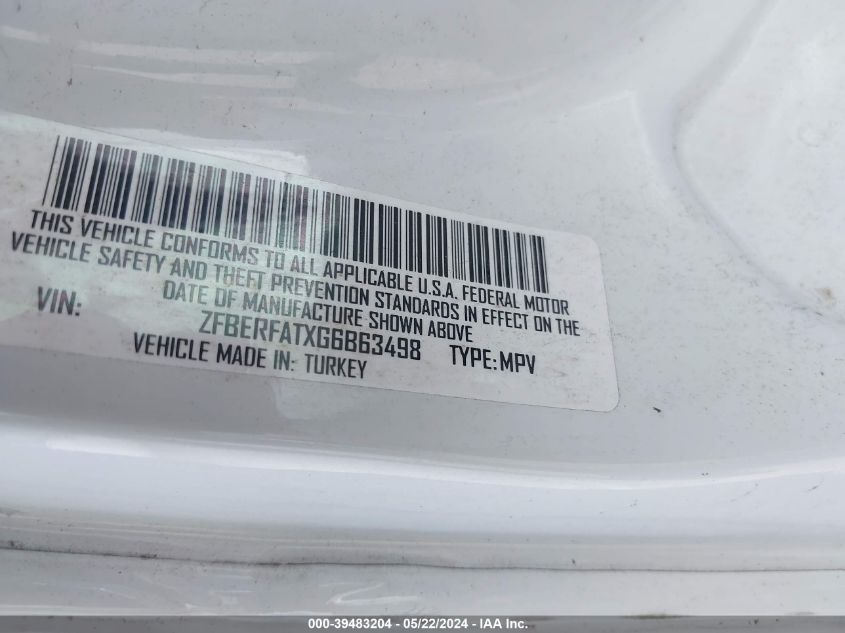 THIS VEHICLE CONFORMS TO ALL APPLICABLE U.S.A. FEDERAL MOTOR
VEHICLE SAFETY AND THEFT PREVENTION STANDARDS IN EFFECT ON THE
DATE OF MANUFACTURE SHOWN ABOVE
VIN: ZFBERFATXG6B63498 TYPE: MPV
VEHICLE MADE IN: TURKEY
000-39483204 - 05/22/2024 - IAA Inc.